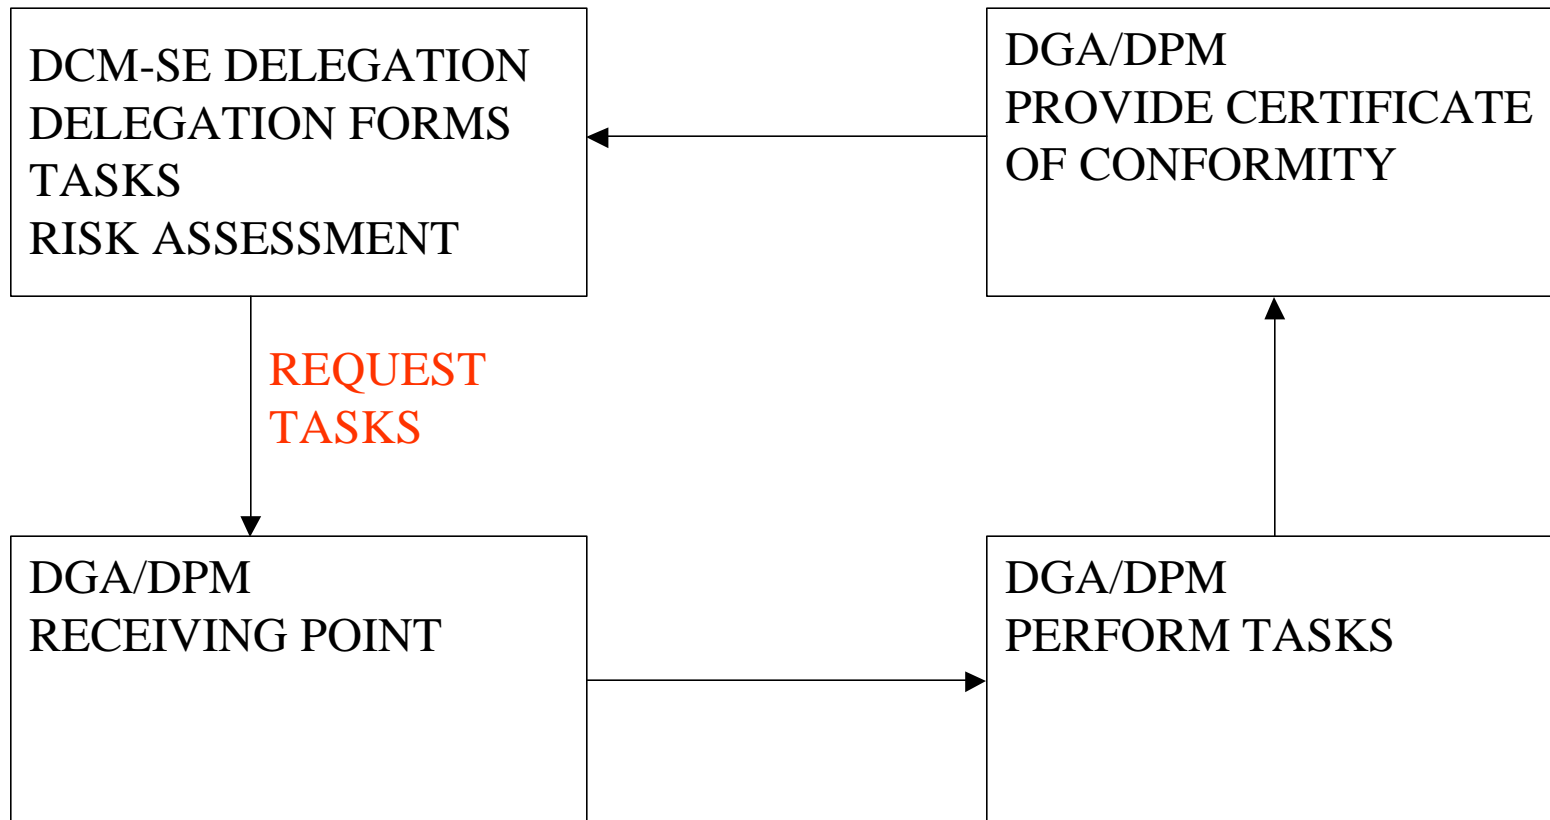 DCM-SE DELEGATION
DELEGATION FORMS
TASKS
RISK ASSESSMENT
DGA/DPM
PROVIDE CERTIFICATE
OF CONFORMITY
REQUEST
TASKS
DGA/DPM
RECEIVING POINT
DGA/DPM
PERFORM TASKS